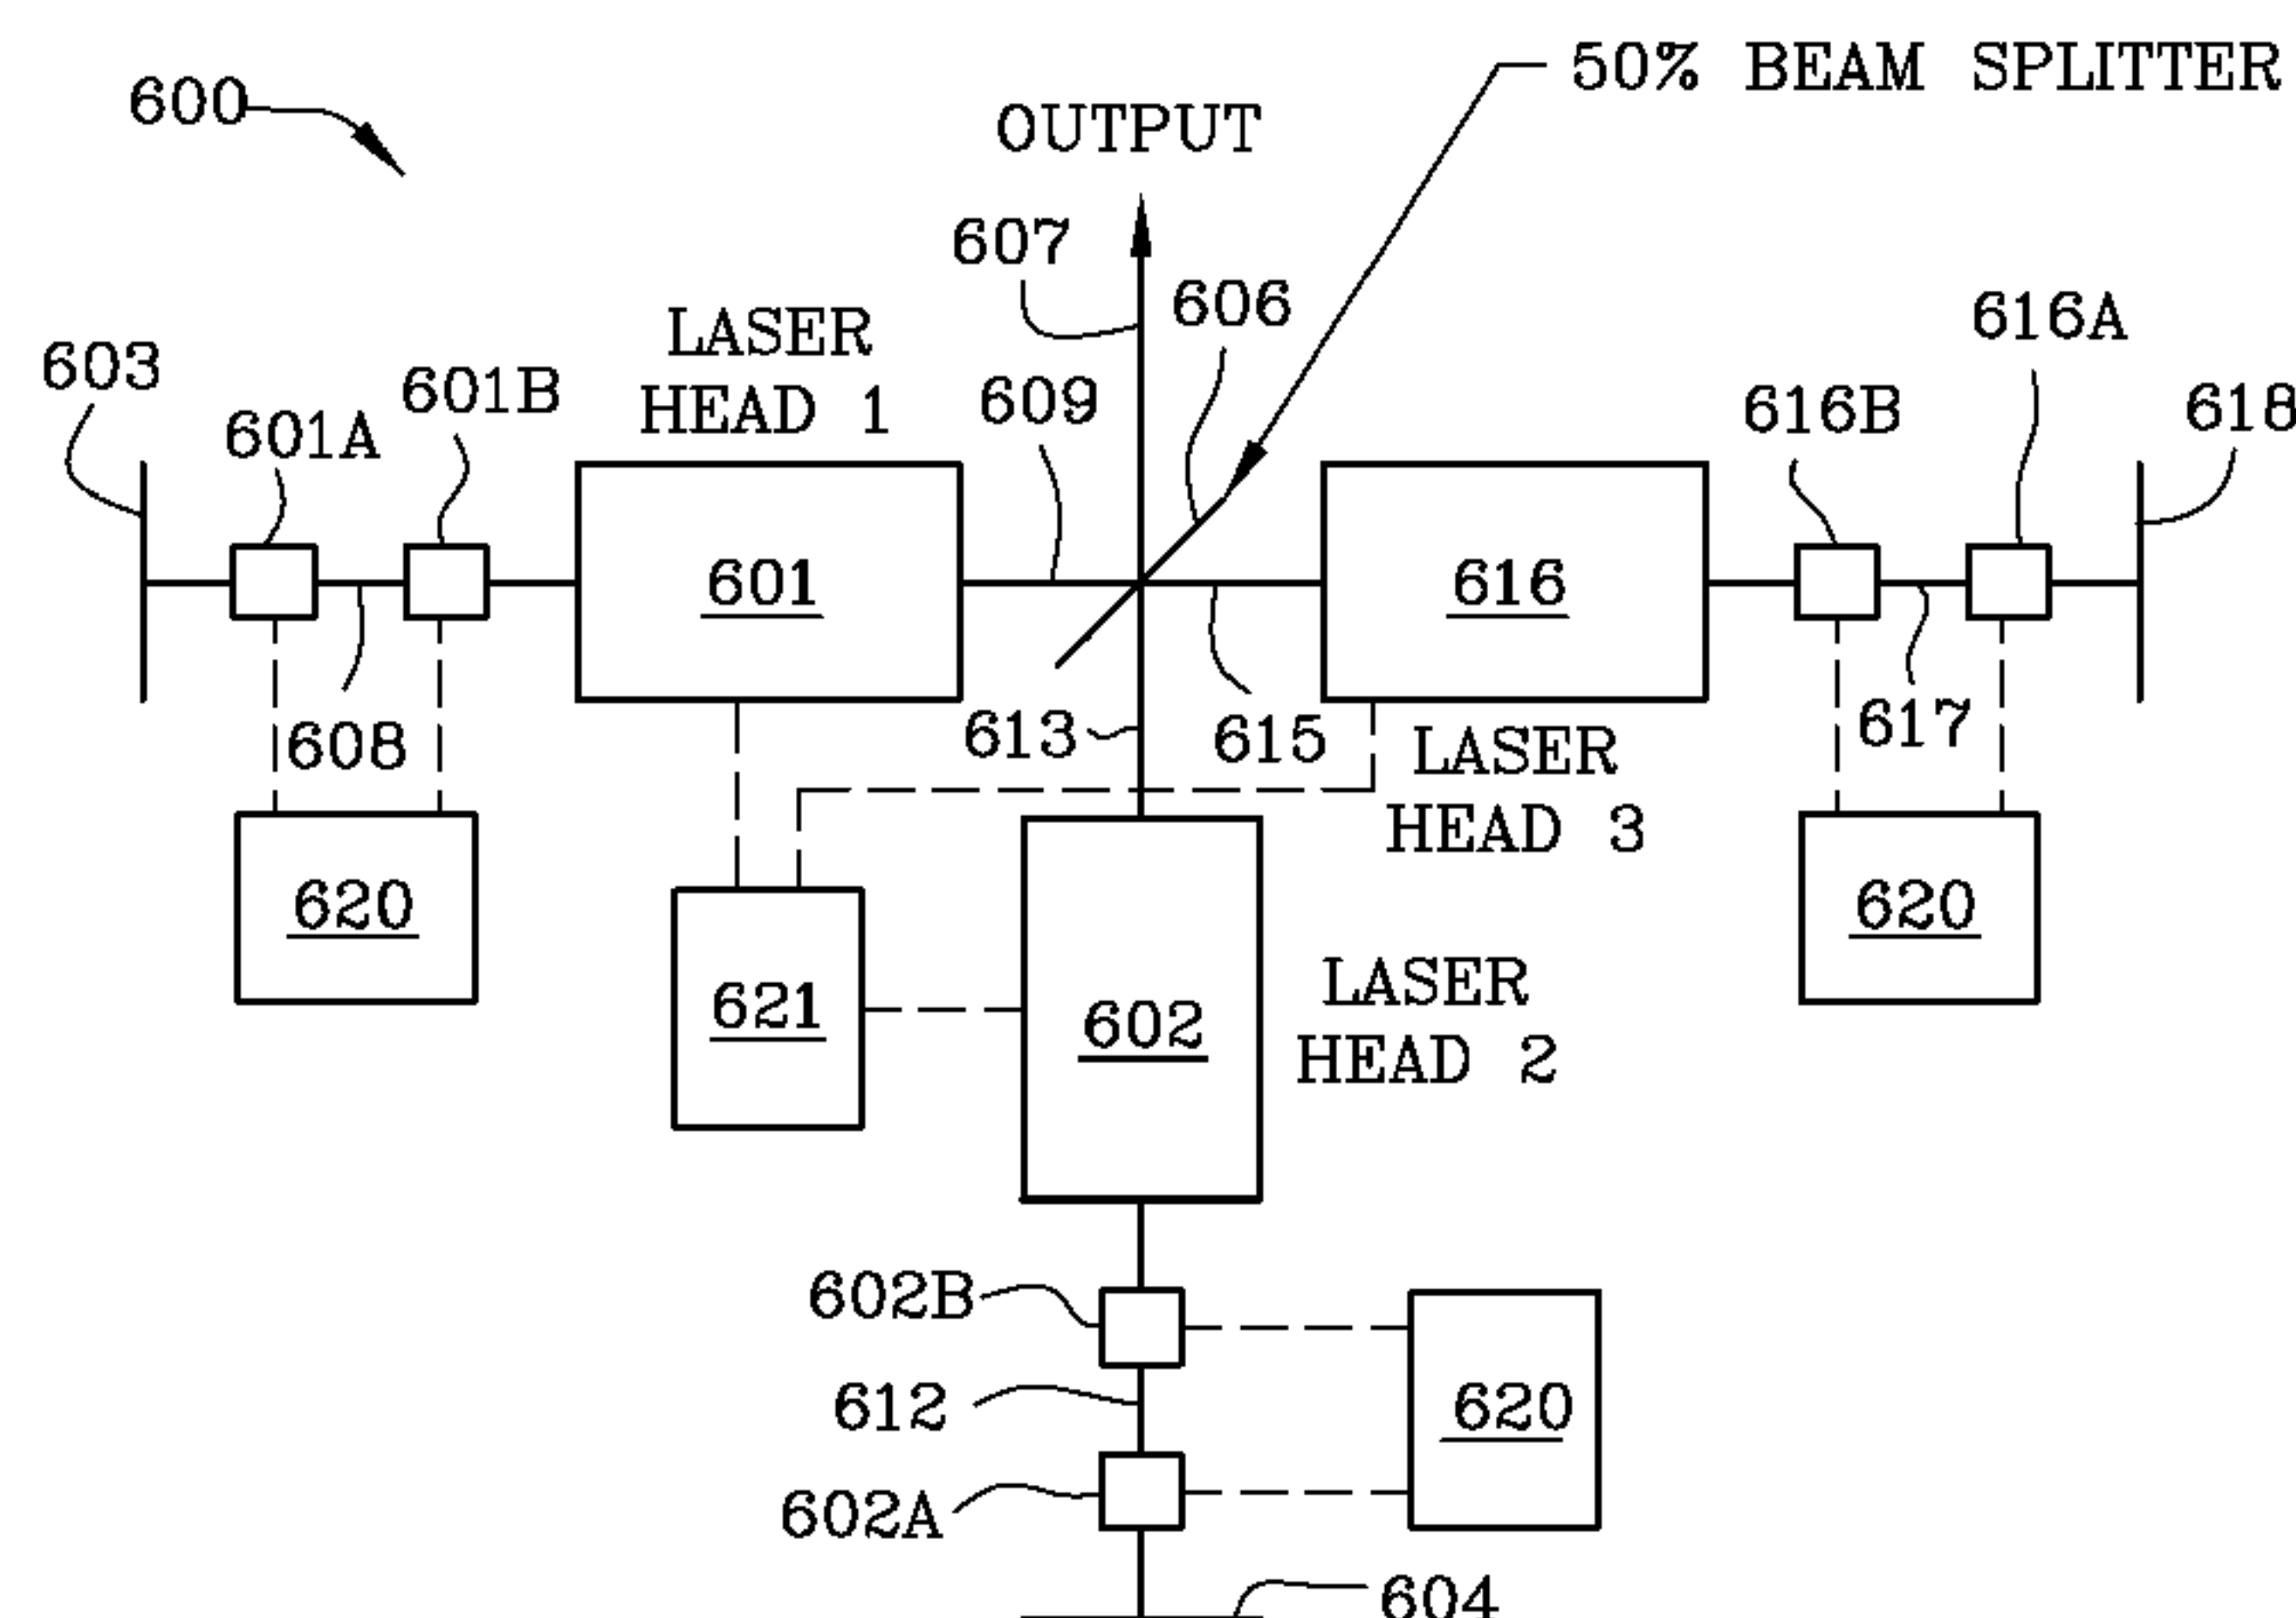 50% BEAM SPLITTER
600
OUTPUT
607
606
616A
LASER
HEAD 1
603
601B
609
616B
618
601A
601
616
613
615
617
608
LASER
HEAD 3
620
620
621
602
LASER
HEAD 2
602B
612
620
602A
604